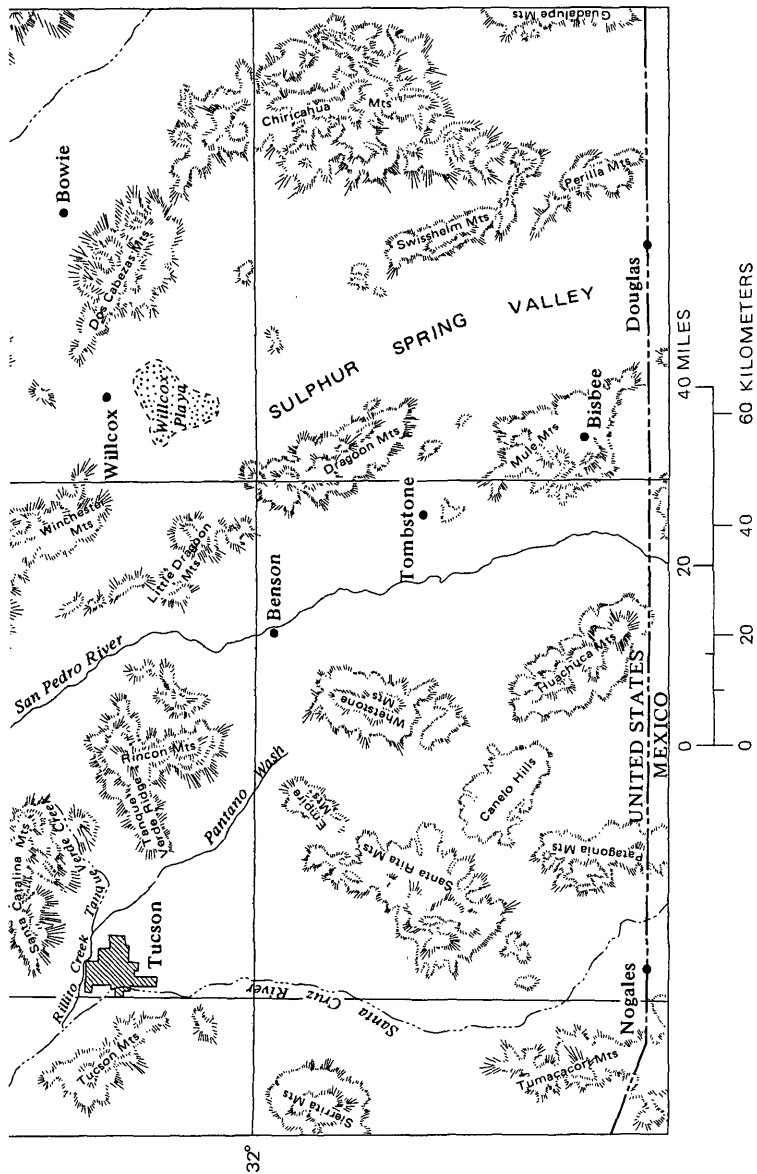 Guadalupe Mts
Chiricahua
Mts
Bowie
Dos Cabezas Mts
Perilla Mts
Swisshelm Mts
SULPHUR SPRING VALLEY
Douglas
Willcox
Willcox
Playa
Dragoon Mts
Mule Mts
Bisbee
Winchester
Mts
Little Dragoon
Mts
Tombstone
Benson
San Pedro River
Whetstone
Mts
Huachuca Mts
Rincon Mts
Tanque
Verde Ridge
Pantano Wash
Empire
Mts
Canelo Hills
UNITED STATES
MEXICO
Santa Catalina Mts
Tanque Verde Creek
Santa Rita Mts
Patagonia Mts
Rillito Creek
Tucson
Santa Cruz River
Nogales
Tucson Mts
Sierrita Mts
Tumacacori Mts
32°
0 20 40 MILES
0 20 40 60 KILOMETERS